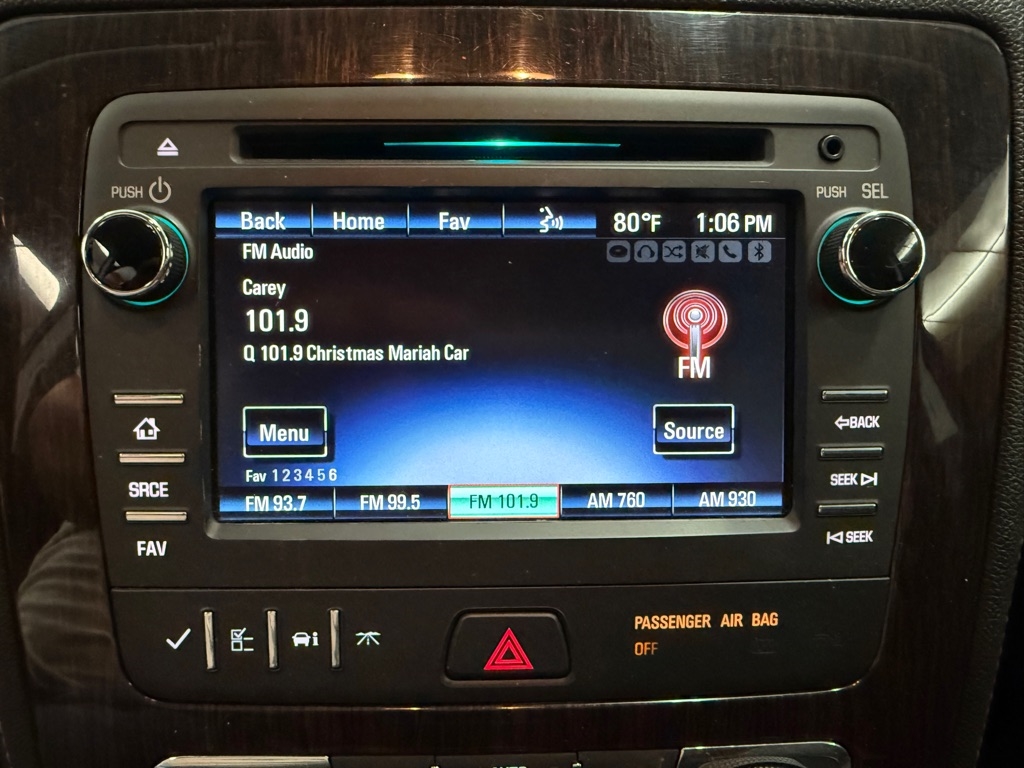 PUSH
PUSH SEL
Back Home Fav 80°F 1:06 PM
FM Audio
Carey
101.9
Q 101.9 Christmas Mariah Car
FM
Menu
Source
Fav 1 2 3 4 5 6
FM 93.7 FM 99.5 FM 101.9 AM 760 AM 930
SRCE
FAV
BACK
SEEK
SEEK
PASSENGER AIR BAG
OFF